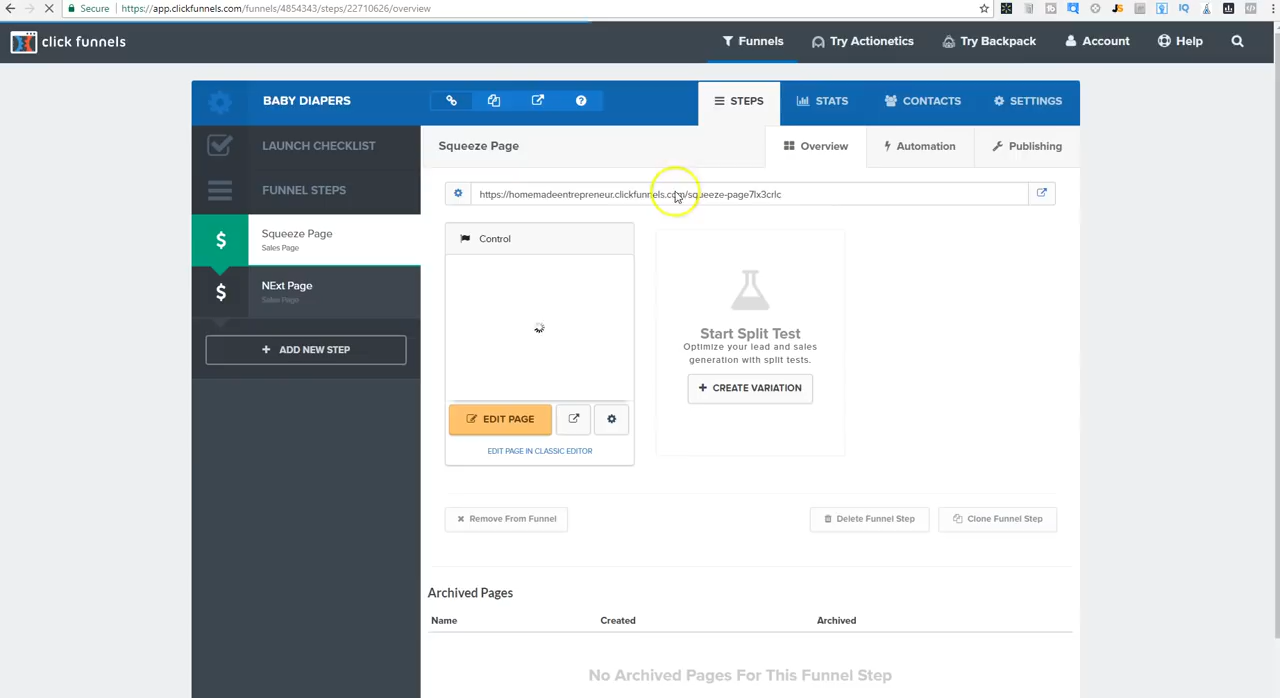 Secure https://app.clickfunnels.com/funnels/4854343/steps/22710626/overview
click funnels
Funnels
Try Actionetics
Try Backpack
Account
Help
BABY DIAPERS
STEPS
STATS
CONTACTS
SETTINGS
LAUNCH CHECKLIST
Squeeze Page
Overview
Automation
Publishing
FUNNEL STEPS
https://homemadeentrepreneur.clickfunnels.com/squeeze-page7lx3crlc
Squeeze Page
Sales Page
Control
NExt Page
Sales Page
Start Split Test
Optimize your lead and sales
generation with split tests.
+ ADD NEW STEP
+ CREATE VARIATION
EDIT PAGE
EDIT PAGE IN CLASSIC EDITOR
Remove From Funnel
Delete Funnel Step
Clone Funnel Step
Archived Pages
Name Created Archived
No Archived Pages For This Funnel Step